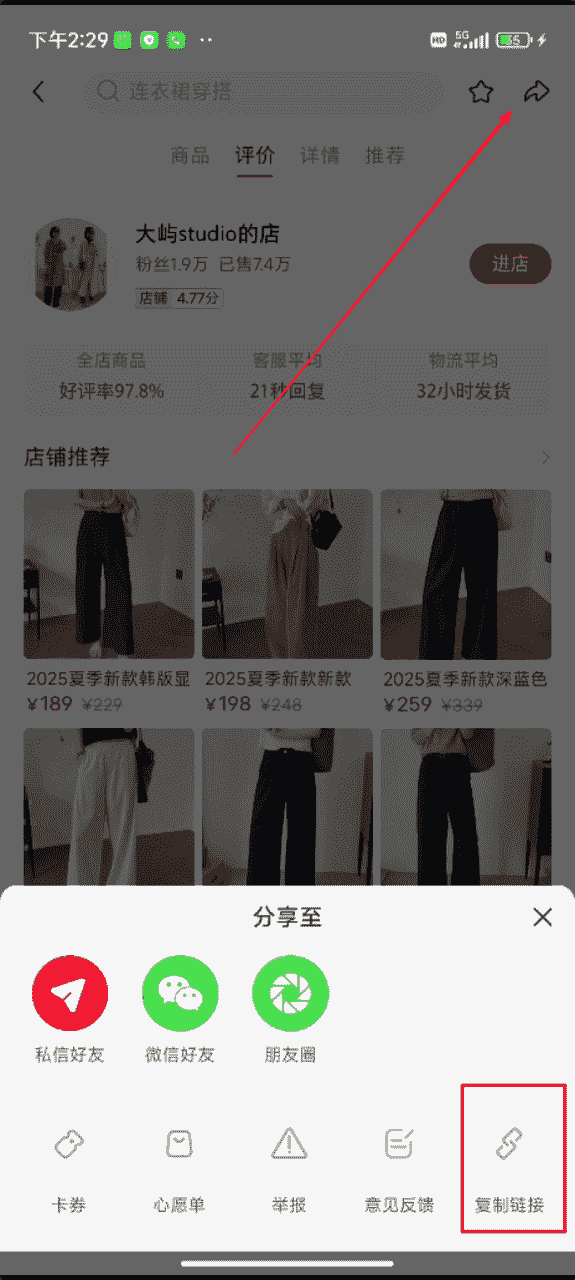 下午2:29
HD 5G 55
连衣裙穿搭
商品 评价 详情 推荐
大屿studio的店
粉丝1.9万 已售7.4万
店铺 4.77分
进店
全店商品 客服平均 物流平均
好评率97.8% 21秒回复 32小时发货
店铺推荐
2025夏季新款韩版显 2025夏季新款新款 2025夏季新款深蓝色
¥189 ¥229 ¥198 ¥248 ¥259 ¥339
分享至
私信好友 微信好友 朋友圈
卡券 心愿单 举报 意见反馈 复制链接